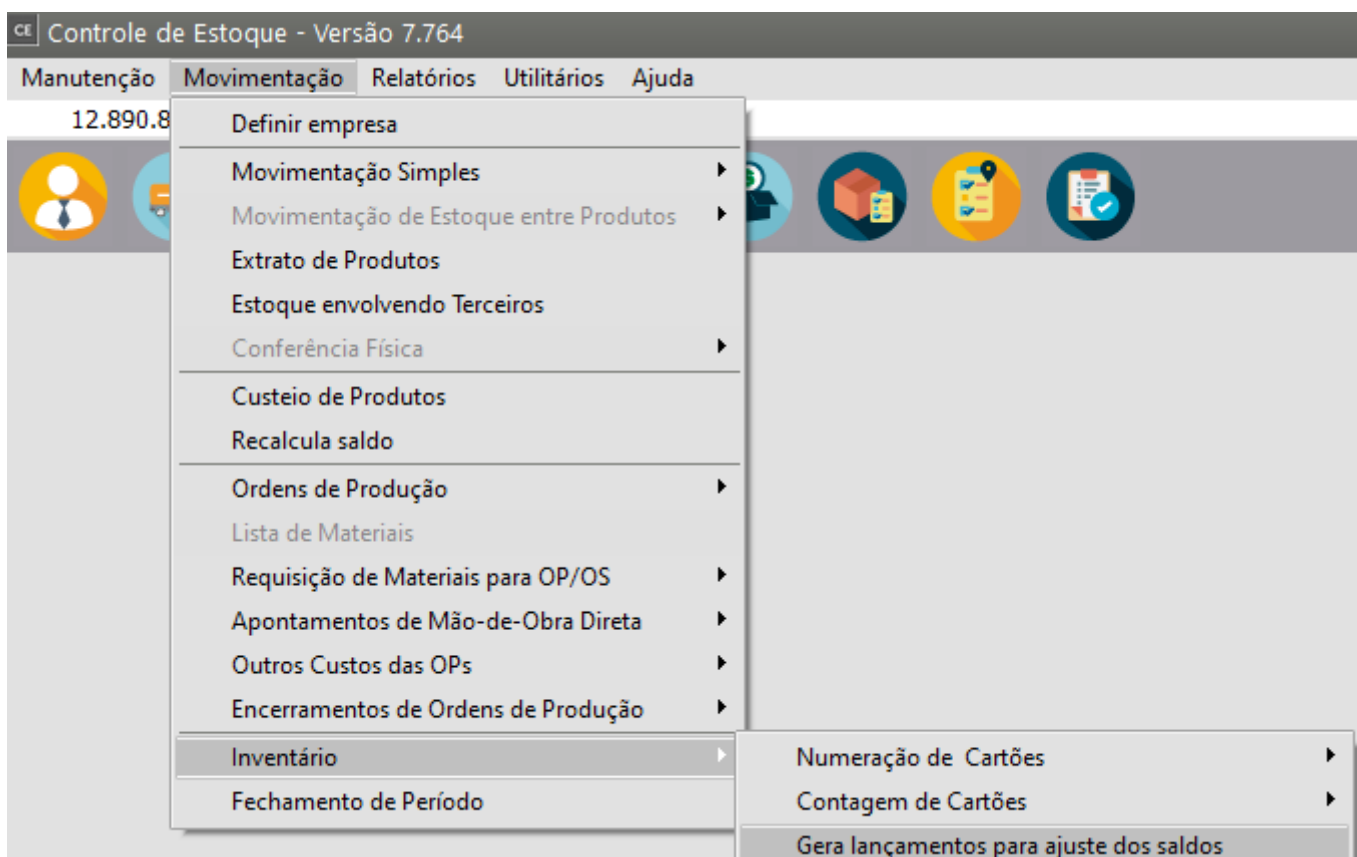 CE Controle de Estoque - Versão 7.764
Manutenção Movimentação Relatórios Utilitários Ajuda
12.890.8
Definir empresa
Movimentação Simples
Movimentação de Estoque entre Produtos
Extrato de Produtos
Estoque envolvendo Terceiros
Conferência Física
Custeio de Produtos
Recalcula saldo
Ordens de Produção
Lista de Materiais
Requisição de Materiais para OP/OS
Apontamentos de Mão-de-Obra Direta
Outros Custos das OPs
Encerramentos de Ordens de Produção
Inventário
Fechamento de Período
Numeração de Cartões
Contagem de Cartões
Gera lançamentos para ajuste dos saldos